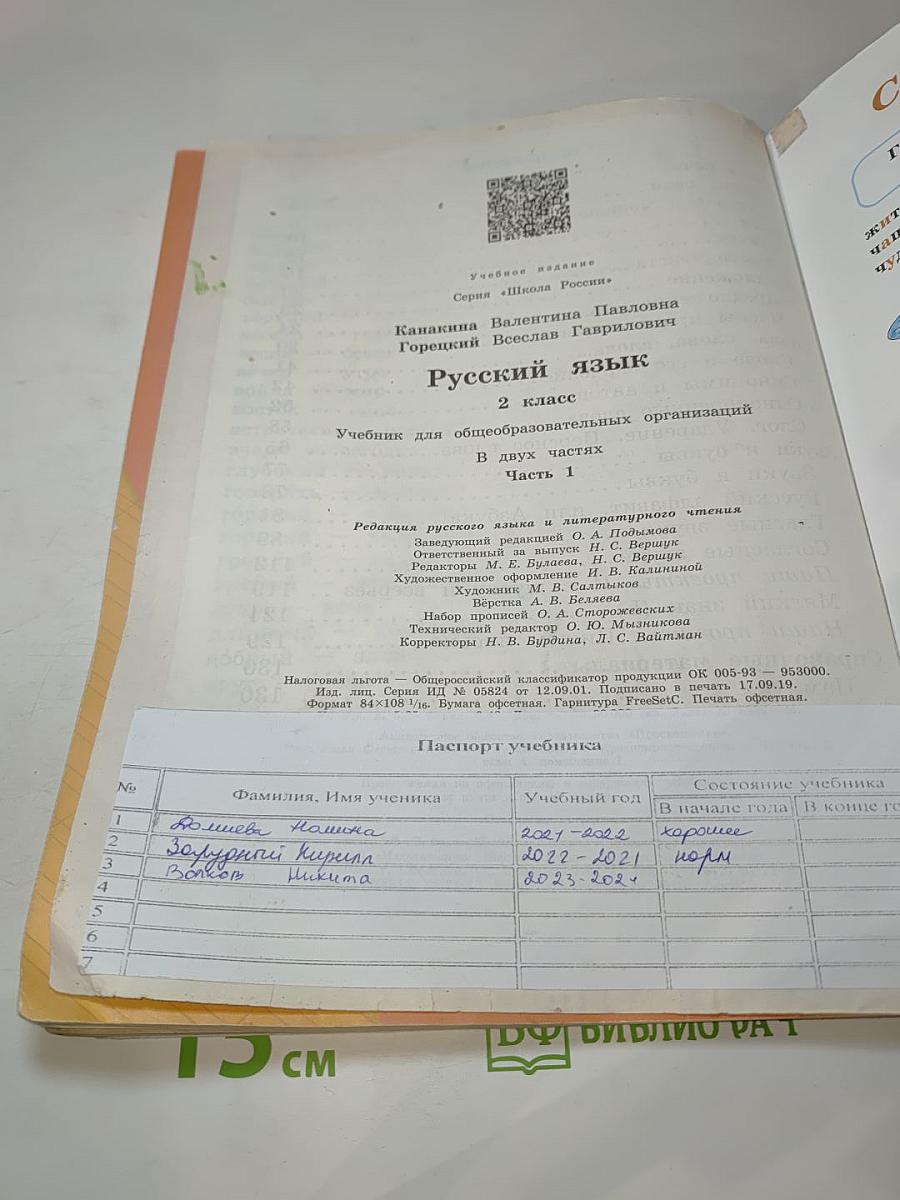 Учебное издание
Серия «Школа России»
Канакина Валентина Павловна
Горецкий Всеслав Гаврилович
Русский язык
2 класс
Учебник для общеобразовательных организаций
В двух частях
Часть 1
Редакция русского языка и литературного чтения
Заведующий редакцией О. А. Подымова
Ответственный за выпуск Н. С. Вершук
Редакторы М. Е. Булаева, Н. С. Вершук
Художественное оформление И. В. Калининой
Художник М. В. Салтыков
Вёрстка А. В. Беляева
Набор прописей О. А. Сторожевских
Технический редактор О. Ю. Мызникова
Корректоры Н. В. Бурдина, Л. С. Вайтман
Налоговая льгота — Общероссийский классификатор продукции ОК 005-93 — 953000.
Изд. лиц. Серия ИД № 05824 от 12.09.01. Подписано в печать 17.09.19.
Формат 84×108 1/16. Бумага офсетная. Гарнитура FreeSetC. Печать офсетная.
Паспорт учебника
№ Фамилия, Имя ученика Учебный год Состояние учебника
В начале года В конце го
1 2021-2022 хорошее
2 Зарудный Кирилл 2022-2021 норм
3 Волков Никита 2023-2024
4
5
6
7
15 см
жит
чащ
чуд